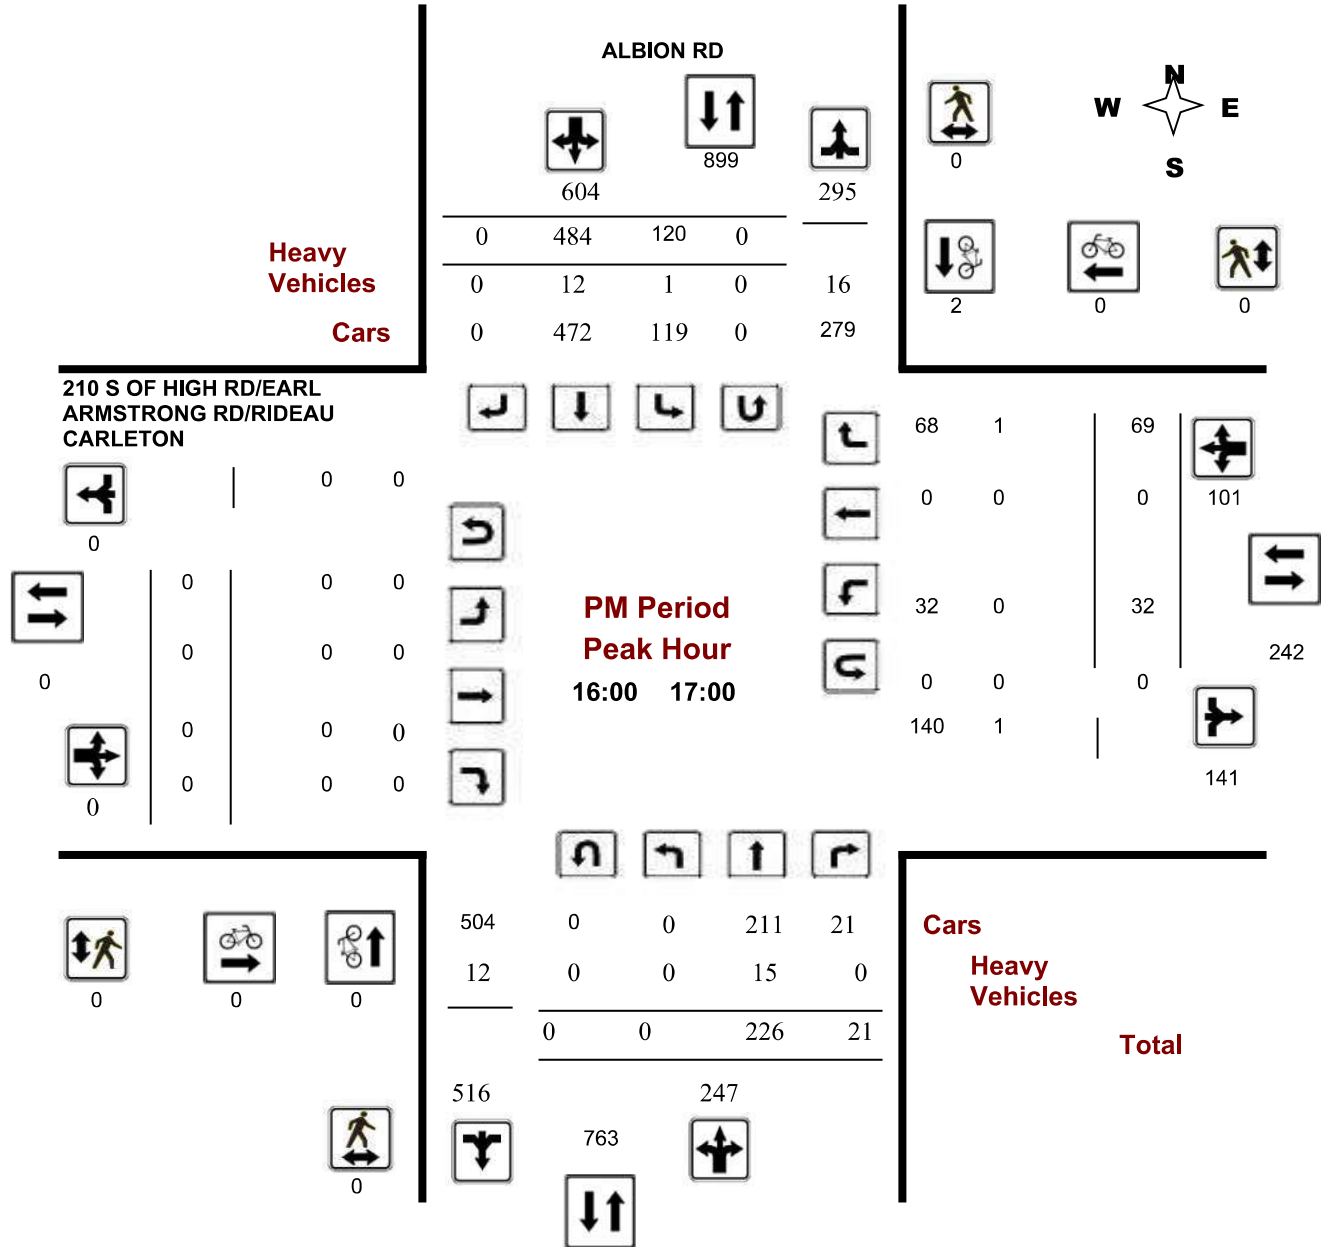 ALBION RD
N
W E
S
899
0
604 295
0 484 120 0
Heavy
Vehicles
0 12 1 0 16
2 0 0
Cars 0 472 119 0 279
210 S OF HIGH RD/EARL
ARMSTRONG RD/RIDEAU
CARLETON
68 1 69
0 0
0 0 0 101
0
0 0 0
PM Period
32 0 32
Peak Hour
0 0 0
242
0
16:00 17:00
0 0 0
0 0 0
140 1
0 0 0
141
0
504 0 0 211 21 Cars
12 0 0 15 0 Heavy
Vehicles
0 0 0
0 0 226 21 Total
516 247
763
0